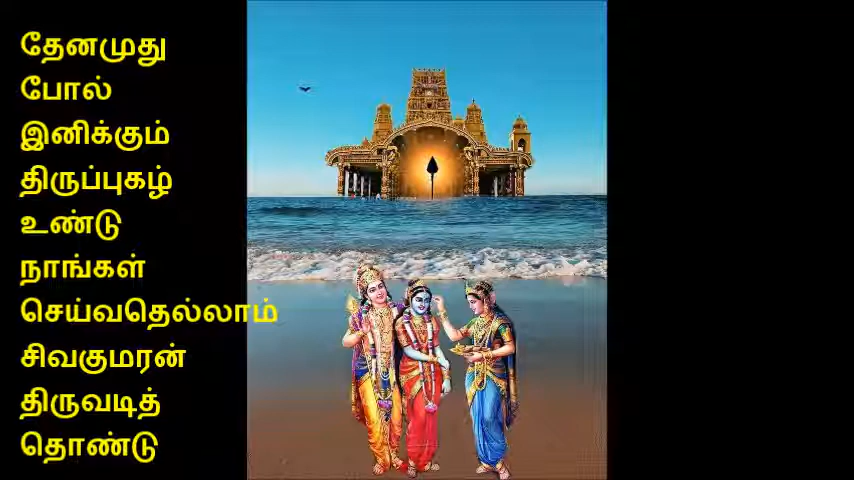 தேனமுது
போல்
இனிக்கும்
திருப்புகழ்
உண்டு
நாங்கள்
செய்வதெல்லாம்
சிவகுமரன்
திருவடித்
தொண்டு